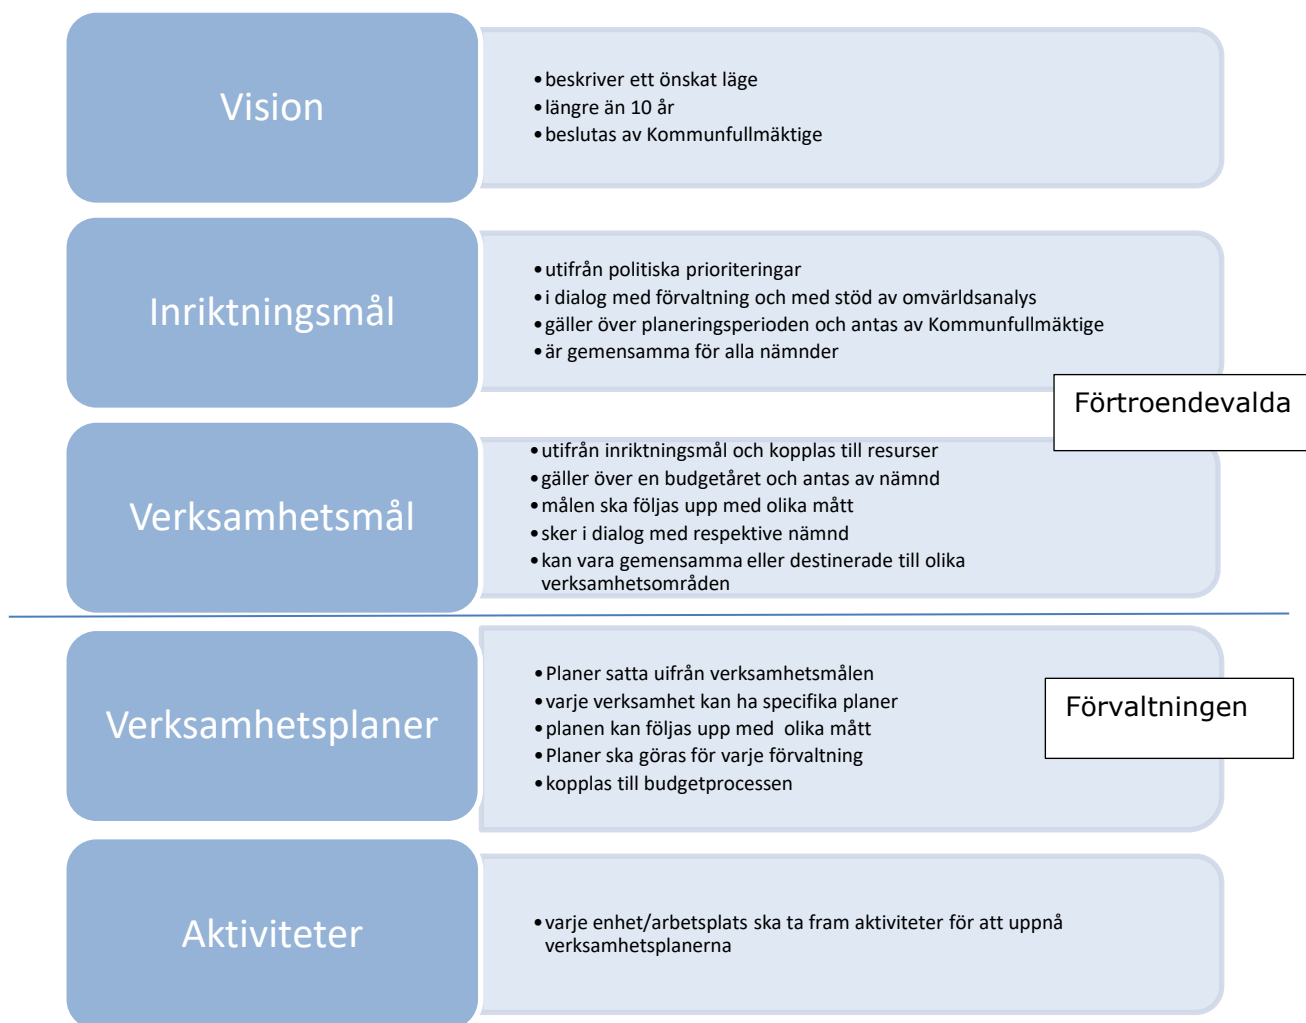 Vision
•beskriver ett önskat läge
•längre än 10 år
•beslutas av Kommunfullmäktige
Inriktningsmål
•utifrån politiska prioriteringar
•i dialog med förvaltning och med stöd av omvärldsanalys
•gäller över planeringsperioden och antas av Kommunfullmäktige
•är gemensamma för alla nämnder
Förtroendevalda
Verksamhetsmål
•utifrån inriktningsmål och kopplas till resurser
•gäller över en budgetåret och antas av nämnd
•målen ska följas upp med olika mått
•sker i dialog med respektive nämnd
•kan vara gemensamma eller destinerade till olika
verksamhetsområden
Verksamhetsplaner
•Planer satta uifrån verksamhetsmålen
•varje verksamhet kan ha specifika planer
•planen kan följas upp med  olika mått
•Planer ska göras för varje förvaltning
•kopplas till budgetprocessen
Förvaltningen
Aktiviteter
•varje enhet/arbetsplats ska ta fram aktiviteter för att uppnå
verksamhetsplanerna